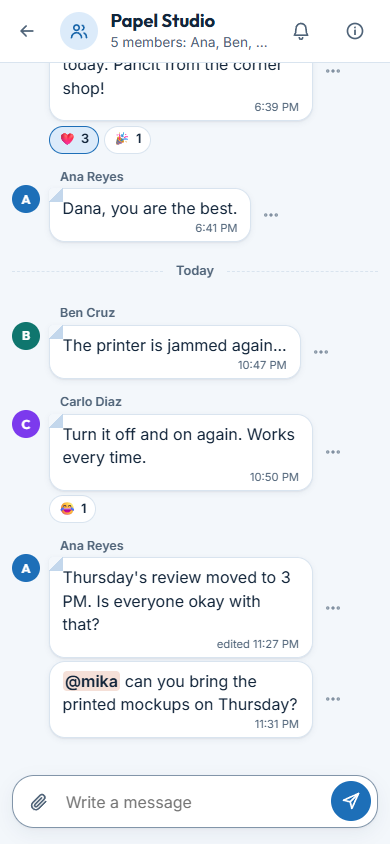 Papel Studio
5 members: Ana, Ben, ...
today. Pancit from the corner
shop!
6:39 PM
❤️ 3 🎉 1
Ana Reyes
A
Dana, you are the best.
6:41 PM
Today
Ben Cruz
B
The printer is jammed again...
10:47 PM
Carlo Diaz
C
Turn it off and on again. Works
every time.
10:50 PM
😂 1
Ana Reyes
A
Thursday's review moved to 3
PM. Is everyone okay with
that?
edited 11:27 PM
@mika can you bring the
printed mockups on Thursday?
11:31 PM
Write a message